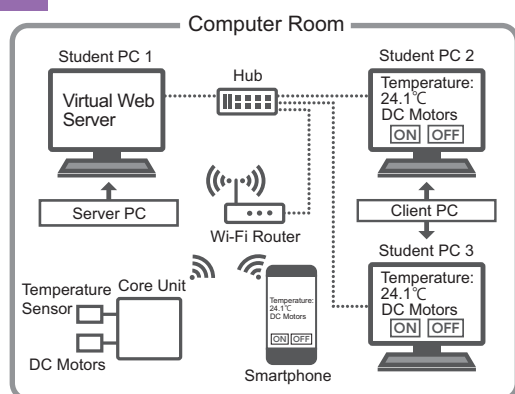 Computer Room
Student PC 1
Hub
Student PC 2
Virtual Web
Server
Temperature:
24.1℃
DC Motors
ON OFF
Server PC
Wi-Fi Router
Client PC
Student PC 3
Temperature:
24.1℃
DC Motors
ON OFF
Temperature
Sensor
Core Unit
DC Motors
Temperature:
24.1℃
DC Motors
ON OFF
Smartphone